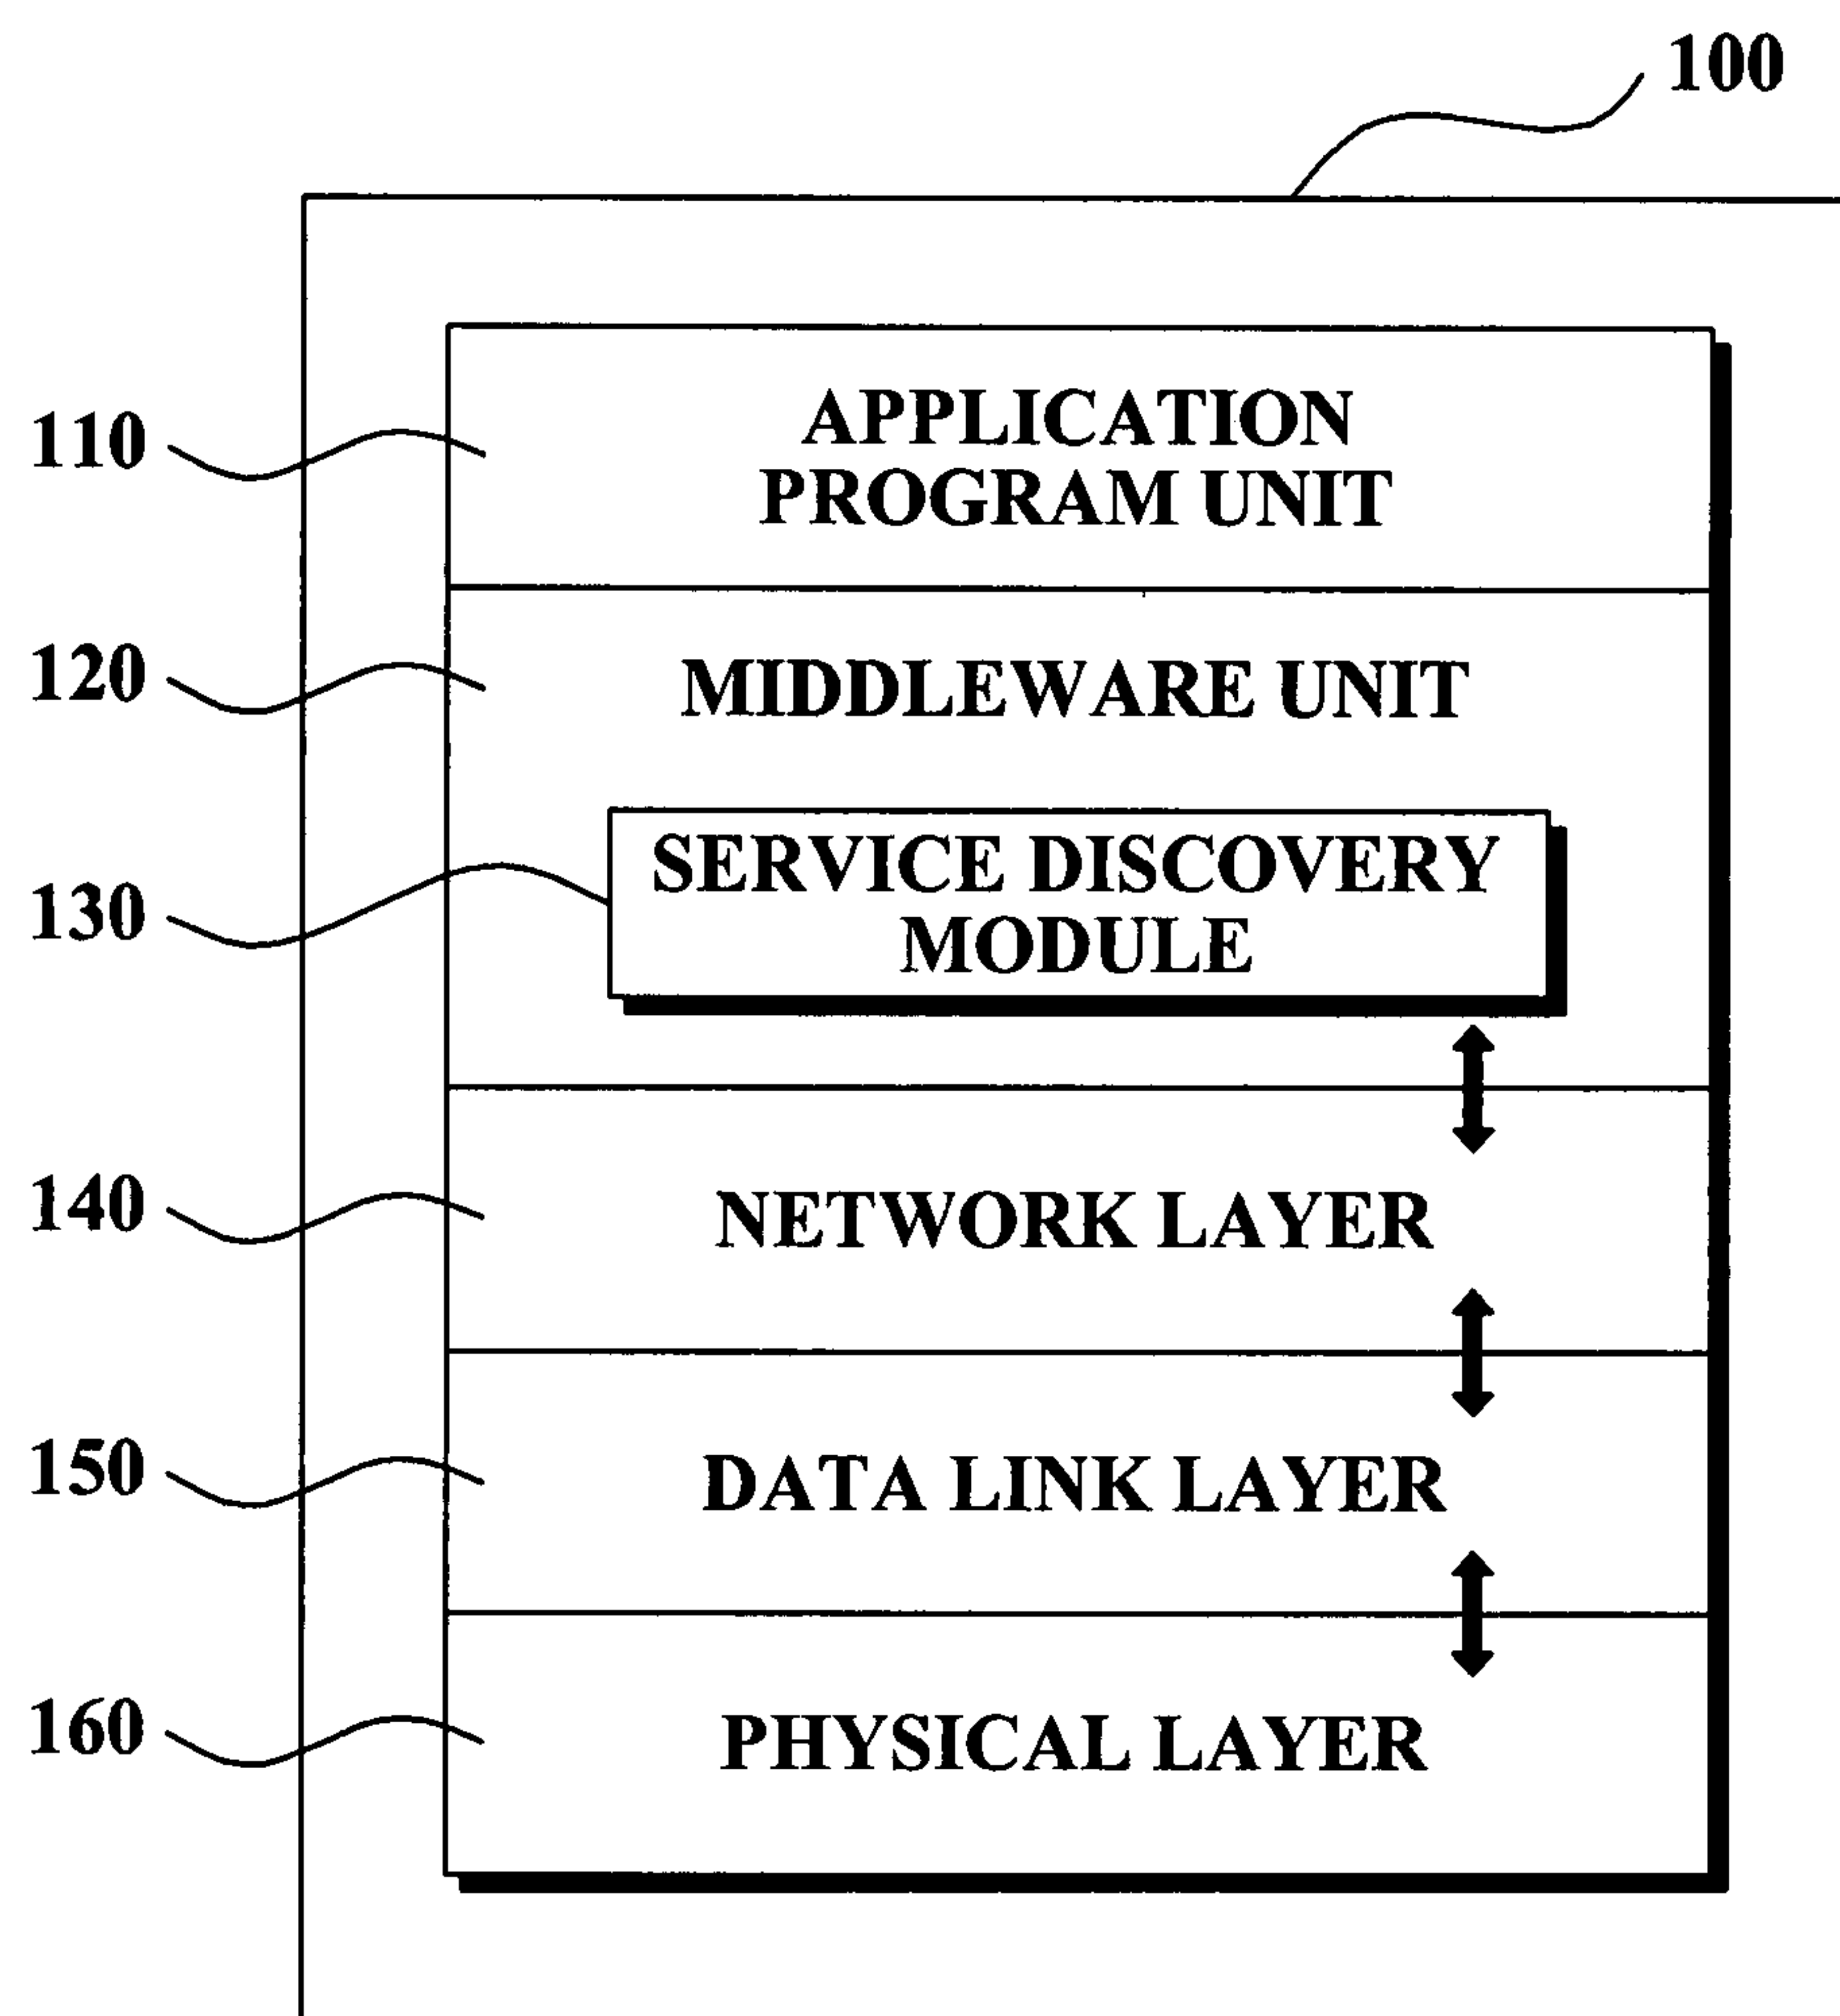 100
110
APPLICATION
PROGRAM UNIT
120
MIDDLEWARE UNIT
130
SERVICE DISCOVERY
MODULE
140
NETWORK LAYER
150
DATA LINK LAYER
160
PHYSICAL LAYER